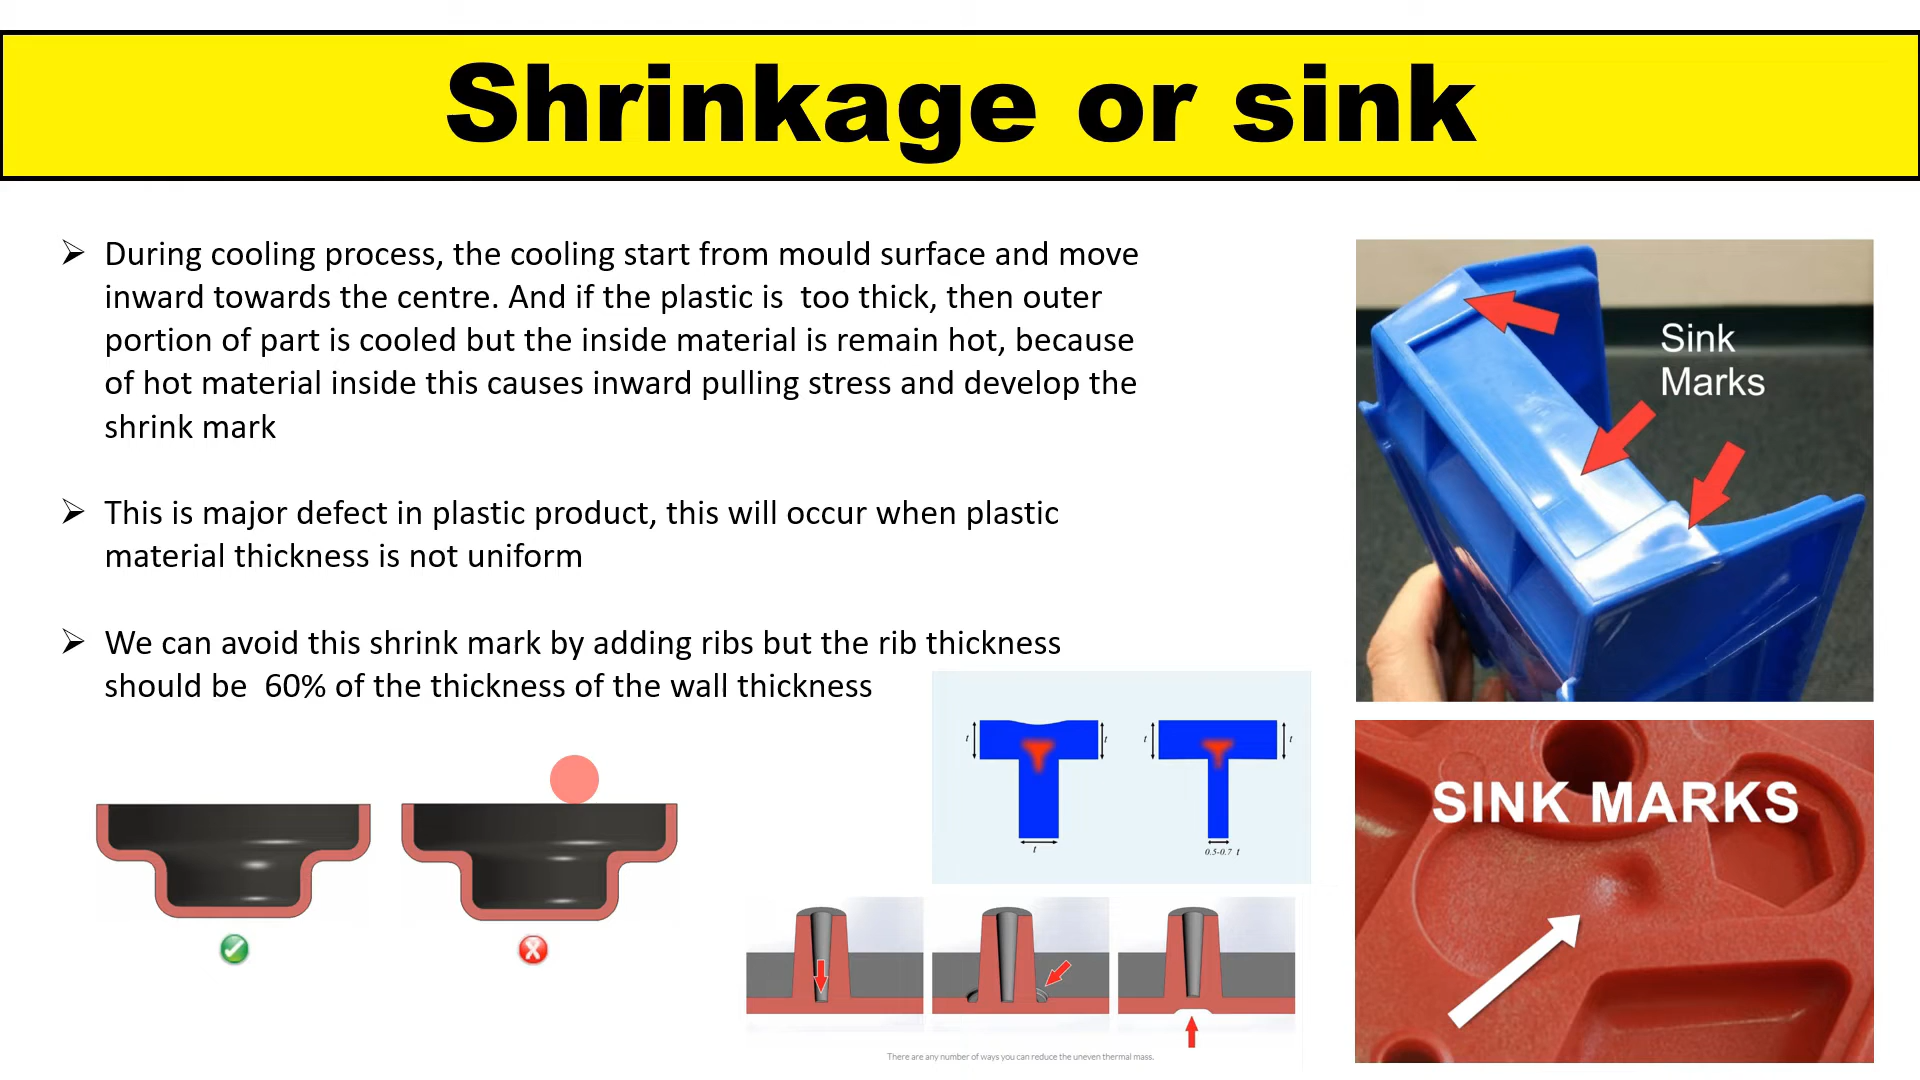 Shrinkage or sink
During cooling process, the cooling start from mould surface and move
inward towards the centre. And if the plastic is  too thick, then outer
portion of part is cooled but the inside material is remain hot, because
of hot material inside this causes inward pulling stress and develop the
shrink mark
This is major defect in plastic product, this will occur when plastic
material thickness is not uniform
We can avoid this shrink mark by adding ribs but the rib thickness
should be  60% of the thickness of the wall thickness
Sink
Marks
t
t
t
t
t
0.5-0.7 t
SINK MARKS
There are any number of ways you can reduce the uneven thermal mass.